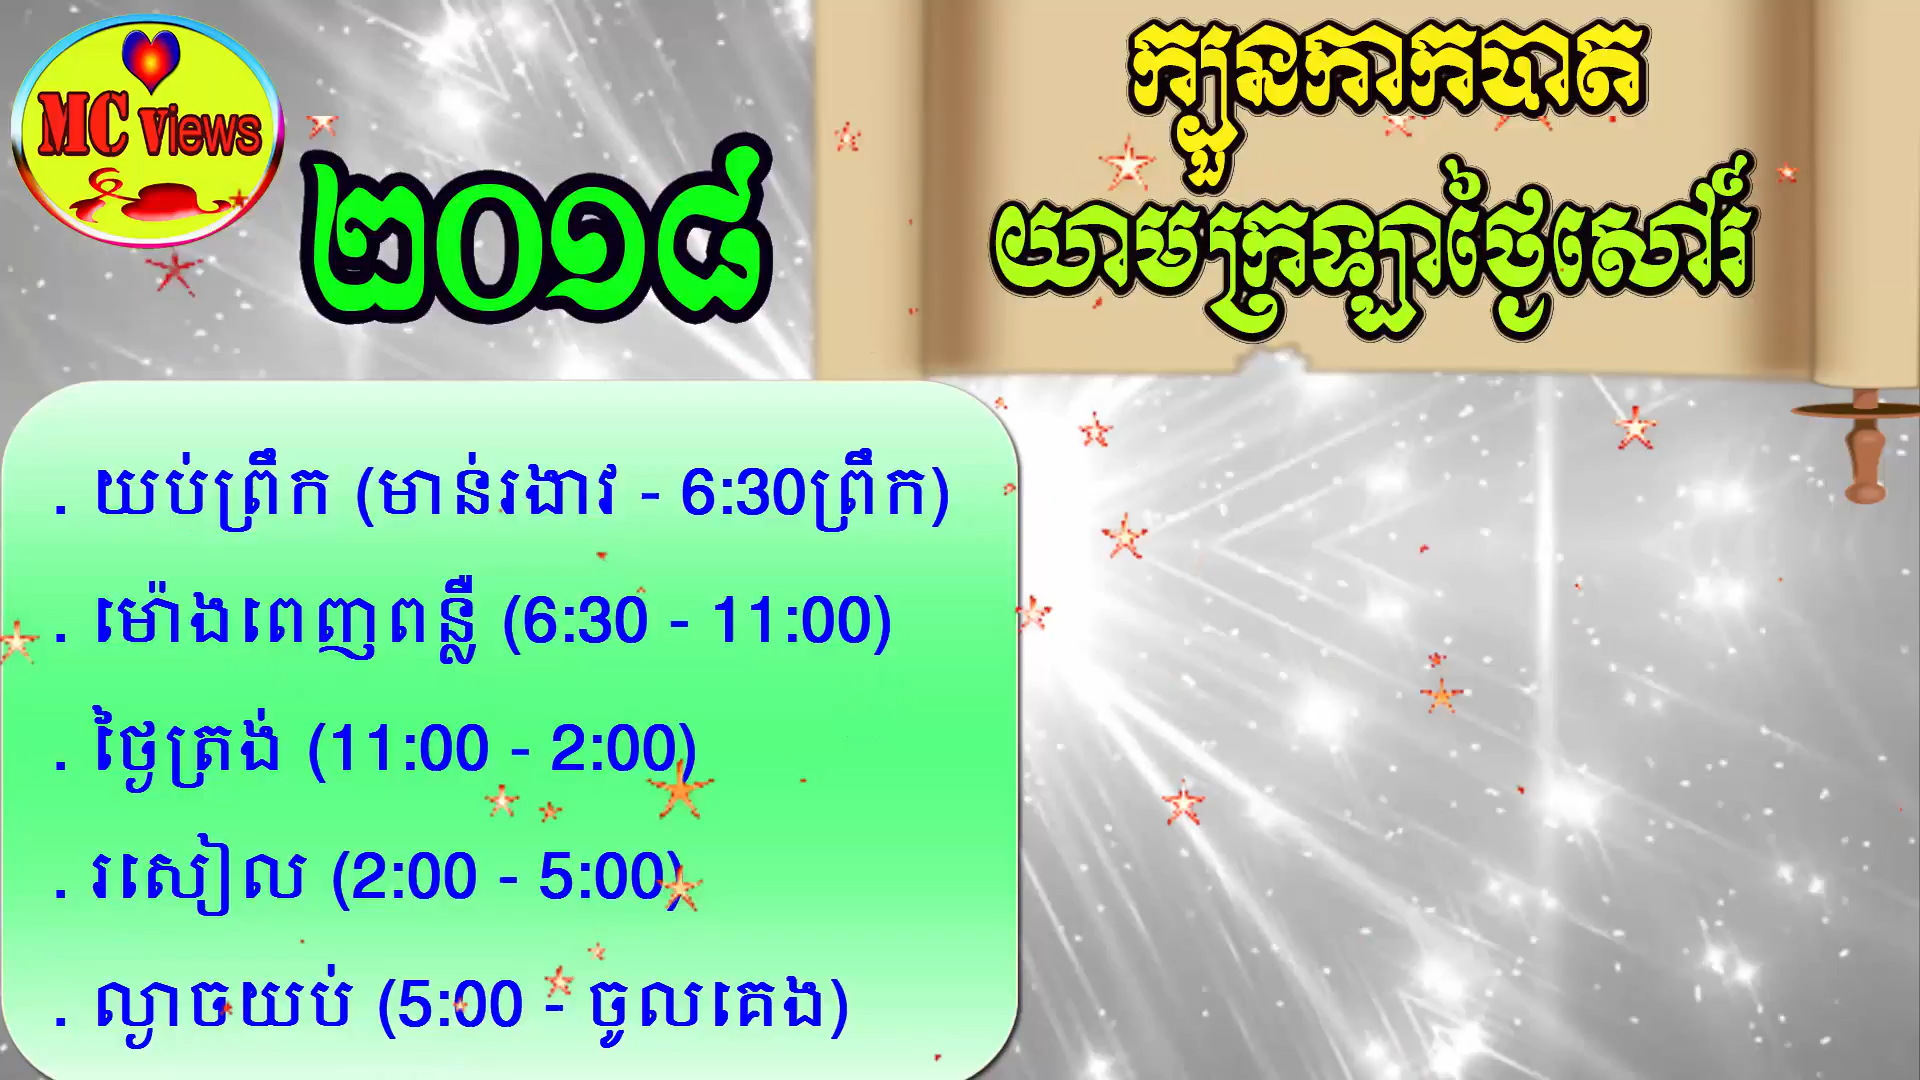 MC Views
២០១៨
ក្បួនកាកបាត
យាមក្រឡាថ្ងៃសៅរ៍
. យប់ព្រឹក (មាន់រងាវ - 6:30ព្រឹក)
. ម៉ោងពេញពន្លឺ (6:30 - 11:00)
. ថ្ងៃត្រង់ (11:00 - 2:00)
. រសៀល (2:00 - 5:00)
. ល្ងាចយប់ (5:00 - ចូលគេង)